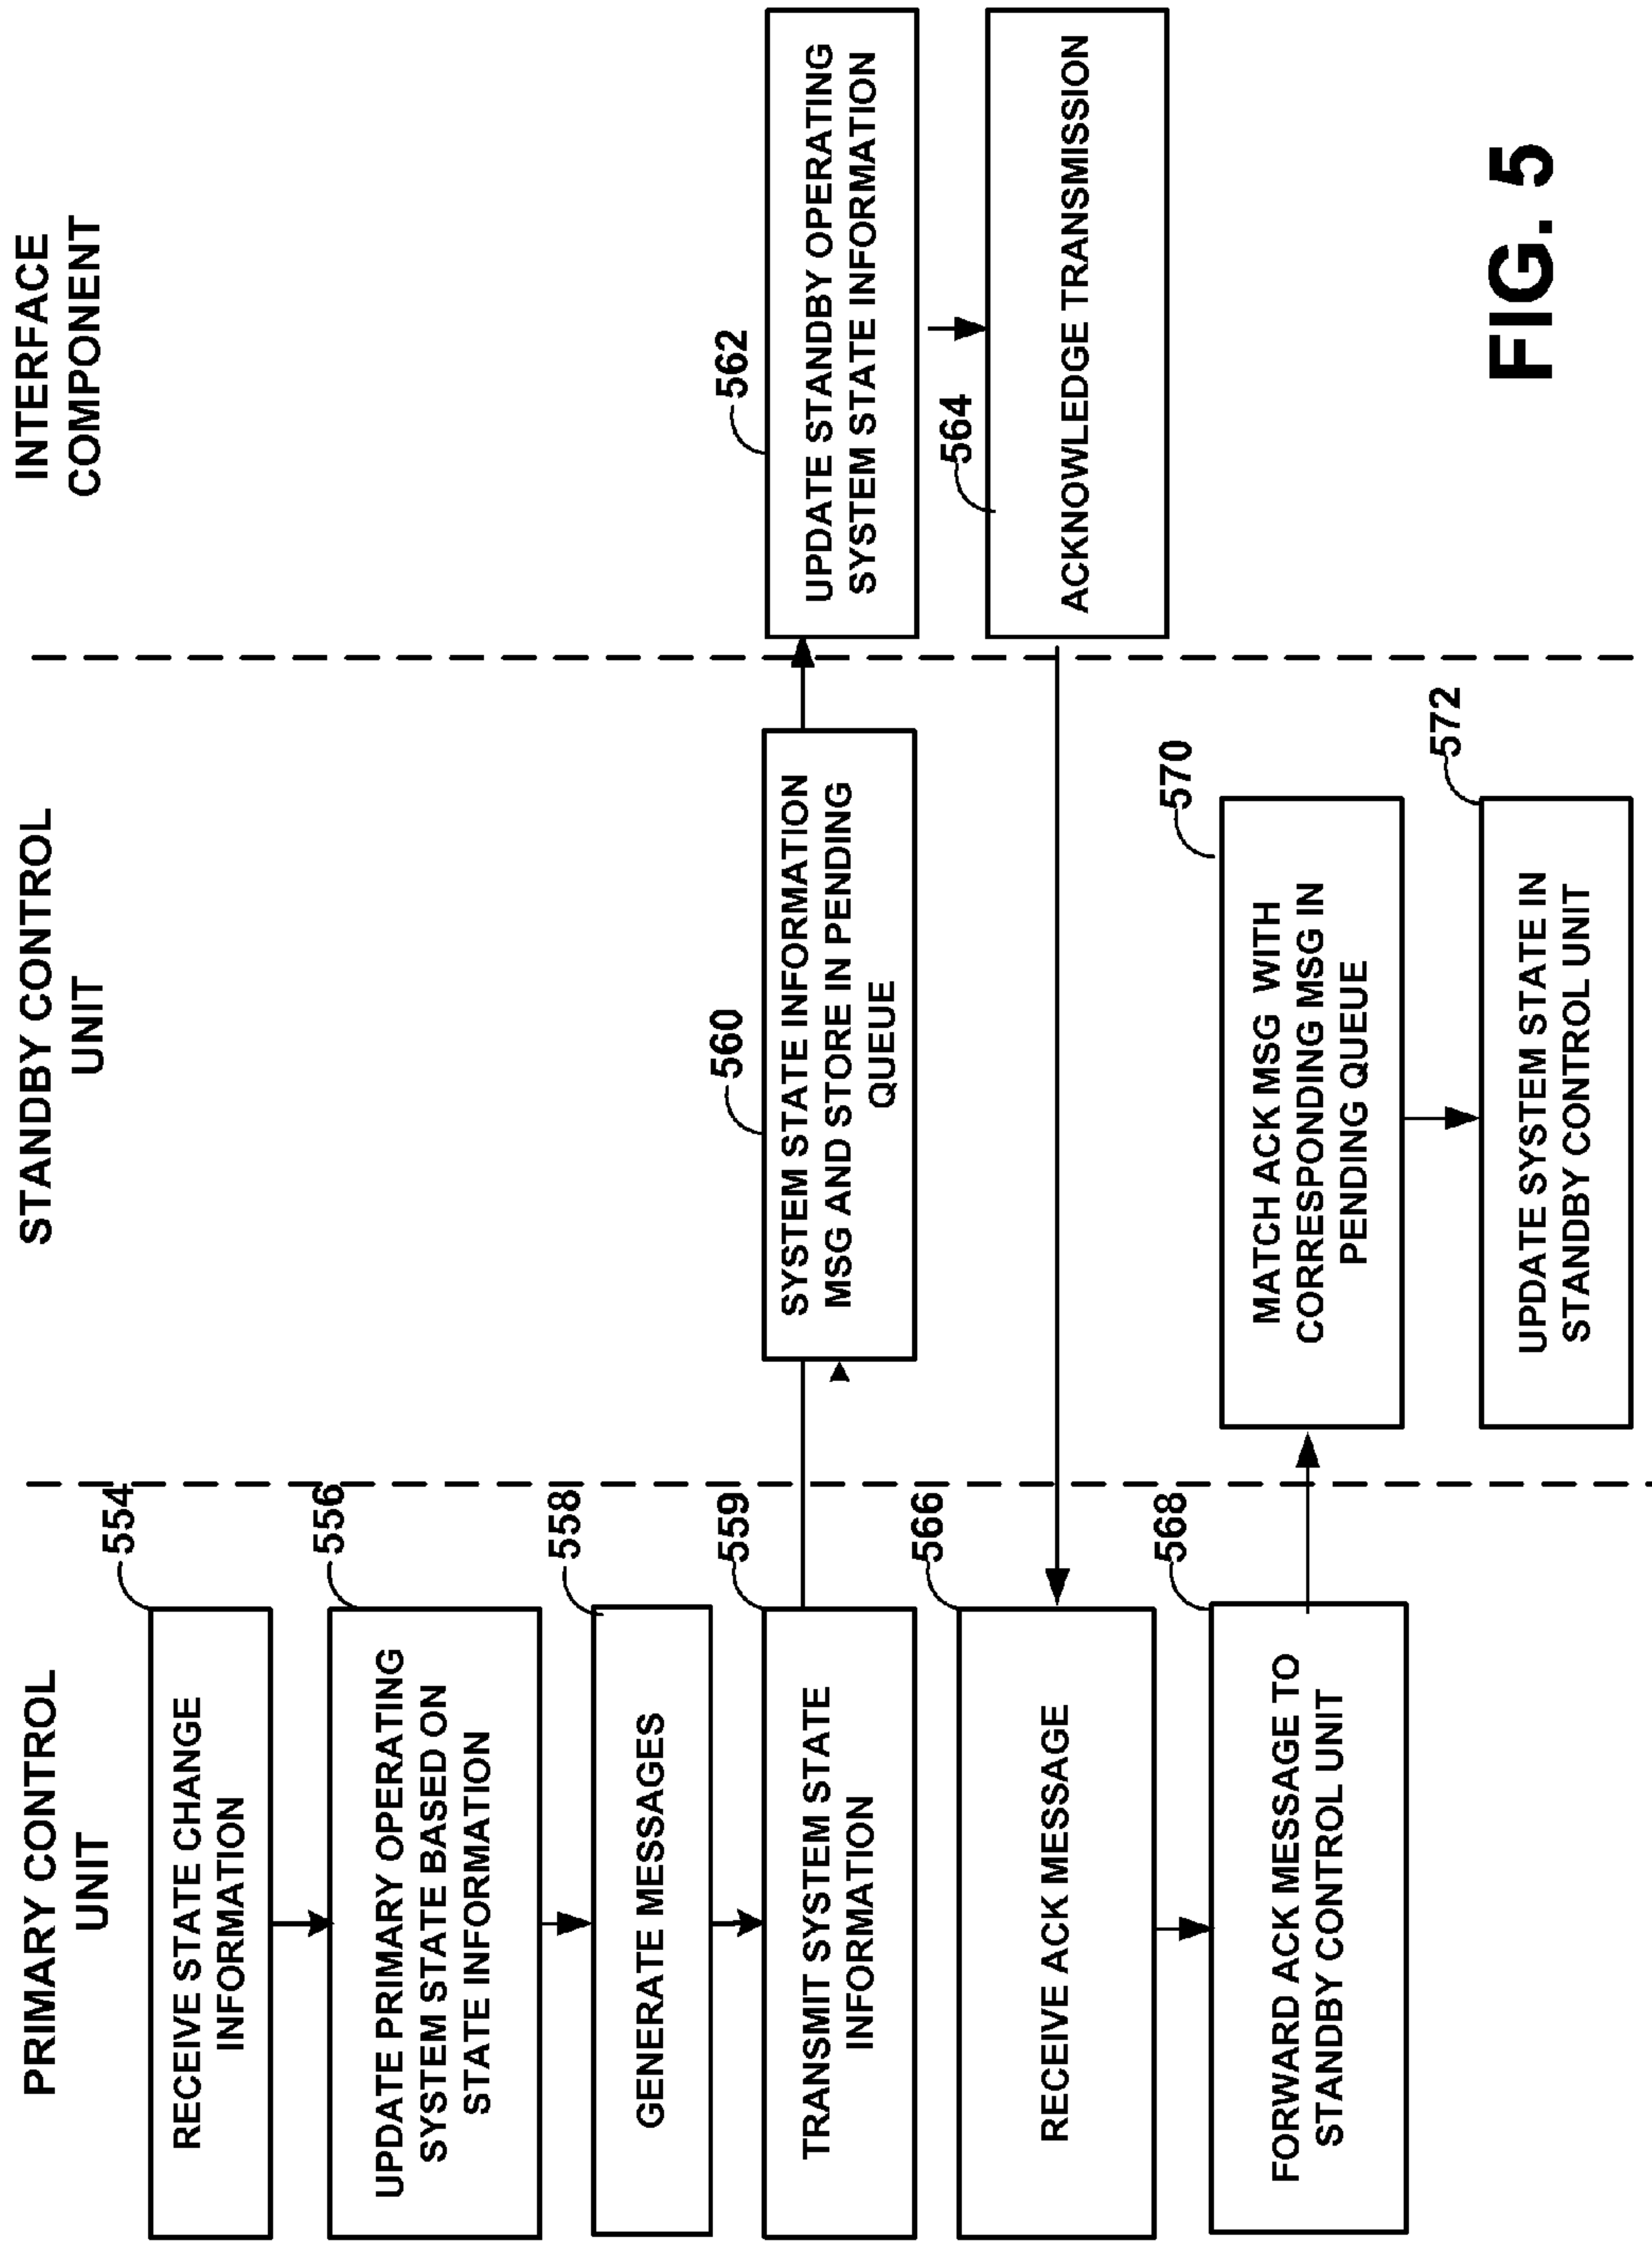 PRIMARY CONTROL
UNIT
STANDBY CONTROL
UNIT
INTERFACE
COMPONENT
554
RECEIVE STATE CHANGE
INFORMATION
556
UPDATE PRIMARY OPERATING
SYSTEM STATE BASED ON
STATE INFORMATION
558
GENERATE MESSAGES
559
TRANSMIT SYSTEM STATE
INFORMATION
560
SYSTEM STATE INFORMATION
MSG AND STORE IN PENDING
QUEUE
562
UPDATE STANDBY OPERATING
SYSTEM STATE INFORMATION
564
ACKNOWLEDGE TRANSMISSION
566
RECEIVE ACK MESSAGE
568
FORWARD ACK MESSAGE TO
STANDBY CONTROL UNIT
570
MATCH ACK MSG WITH
CORRESPONDING MSG IN
PENDING QUEUE
572
UPDATE SYSTEM STATE IN
STANDBY CONTROL UNIT
FIG. 5